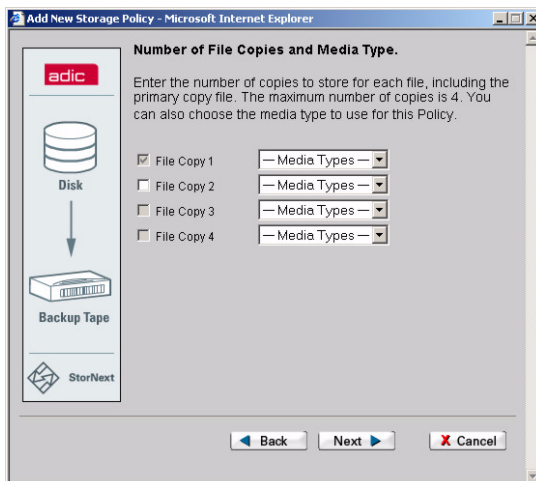 Add New Storage Policy - Microsoft Internet Explorer
adic
Disk
Backup Tape
StorNext
Number of File Copies and Media Type.
Enter the number of copies to store for each file, including the
primary copy file. The maximum number of copies is 4. You
can also choose the media type to use for this Policy.
File Copy 1 — Media Types —
File Copy 2 — Media Types —
File Copy 3 — Media Types —
File Copy 4 — Media Types —
Back Next X Cancel